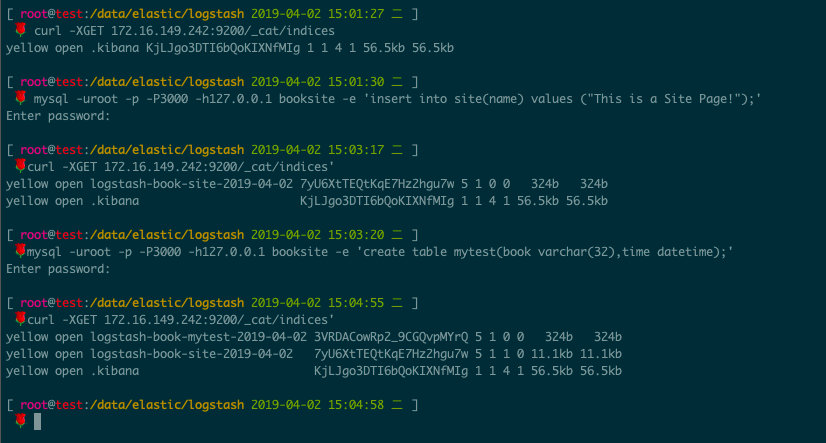 [ root@test:/data/elastic/logstash 2019-04-02 15:01:27 二 ]
🌹 curl -XGET 172.16.149.242:9200/_cat/indices
yellow open .kibana KjLJgo3DTI6bQoKIXNfMIg 1 1 4 1 56.5kb 56.5kb
[ root@test:/data/elastic/logstash 2019-04-02 15:01:30 二 ]
🌹 mysql -uroot -p -P3000 -h127.0.0.1 booksite -e 'insert into site(name) values ("This is a Site Page!");'
Enter password:
[ root@test:/data/elastic/logstash 2019-04-02 15:03:17 二 ]
🌹curl -XGET 172.16.149.242:9200/_cat/indices'
yellow open logstash-book-site-2019-04-02 7yU6XtTEQtKqE7Hz2hgu7w 5 1 0 0 324b 324b
yellow open .kibana KjLJgo3DTI6bQoKIXNfMIg 1 1 4 1 56.5kb 56.5kb
[ root@test:/data/elastic/logstash 2019-04-02 15:03:20 二 ]
🌹mysql -uroot -p -P3000 -h127.0.0.1 booksite -e 'create table mytest(book varchar(32),time datetime);'
Enter password:
[ root@test:/data/elastic/logstash 2019-04-02 15:04:55 二 ]
🌹curl -XGET 172.16.149.242:9200/_cat/indices'
yellow open logstash-book-mytest-2019-04-02 3VRDACowRp2_9CGQvpMYrQ 5 1 0 0 324b 324b
yellow open logstash-book-site-2019-04-02 7yU6XtTEQtKqE7Hz2hgu7w 5 1 1 0 11.1kb 11.1kb
yellow open .kibana KjLJgo3DTI6bQoKIXNfMIg 1 1 4 1 56.5kb 56.5kb
[ root@test:/data/elastic/logstash 2019-04-02 15:04:58 二 ]
🌹